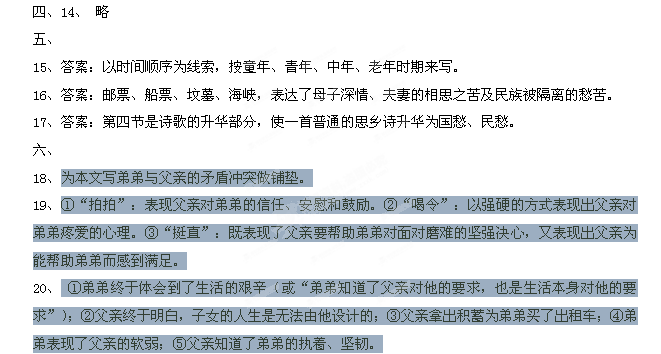 四、14、 略
五、
15、答案：以时间顺序为线索，按童年、青年、中年、老年时期来写。
16、答案：邮票、船票、坟墓、海峡，表达了母子深情、夫妻的相思之苦及民族被隔离的愁苦。
17、答案：第四节是诗歌的升华部分，使一首普通的思乡诗升华为国愁、民愁。
六、
18、为本文写弟弟与父亲的矛盾冲突做铺垫。
19、①“拍拍”：表现父亲对弟弟的信任、安慰和鼓励。②“喝令”：以强硬的方式表现出父亲对
弟弟疼爱的心理。③“挺直”：既表现了父亲要帮助弟弟对面对磨难的坚强决心，又表现出父亲为
能帮助弟弟而感到满足。
20、 ①弟弟终于体会到了生活的艰辛（或“弟弟知道了父亲对他的要求，也是生活本身对他的要
求”）；②父亲终于明白，子女的人生是无法由他设计的；③父亲拿出积蓄为弟弟买了出租车；④弟
弟表现了父亲的软弱；⑤父亲知道了弟弟的执着、坚韧。